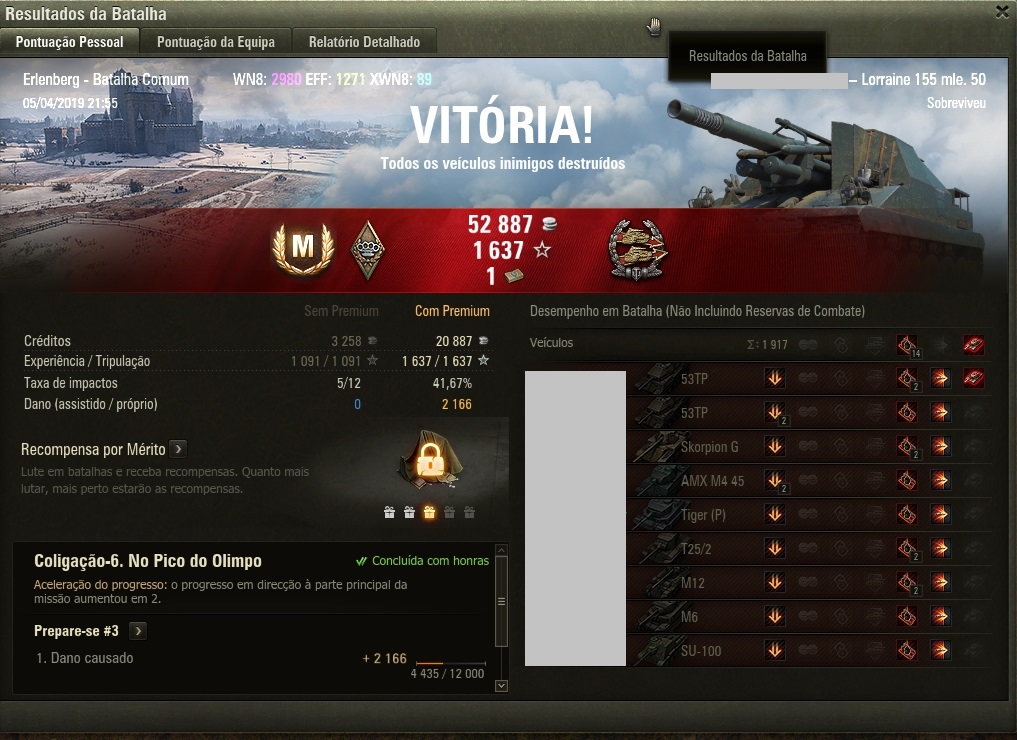 Resultados da Batalha
Pontuação Pessoal Pontuação da Equipa Relatório Detalhado
Resultados da Batalha
Erlenberg - Batalha Comum WN8: 2980 EFF: 1271 XWN8: 89
– Lorraine 155 mle. 50
05/04/2019 21:55
Sobreviveu
VITÓRIA!
Todos os veículos inimigos destruídos
M
52 887
1 637
1
Sem Premium Com Premium
Créditos 3 258 20 887
Experiência / Tripulação 1 091 / 1 091 1 637 / 1 637
Taxa de impactos 5/12 41,67%
Dano (assistido / próprio) 0 2 166
Recompensa por Mérito
Lute em batalhas e receba recompensas. Quanto mais
lutar, mais perto estarão as recompensas.
Coligação-6. No Pico do Olimpo Concluída com honras
Aceleração do progresso: o progresso em direcção à parte principal da
missão aumentou em 2.
Prepare-se #3
1. Dano causado + 2 166
4 435 / 12 000
Desempenho em Batalha (Não Incluindo Reservas de Combate)
Veículos Σ: 1 917 14
53TP 2
53TP 2
Skorpion G 2
AMX M4 45 2
Tiger (P)
T25/2 2
M12 2
M6
SU-100